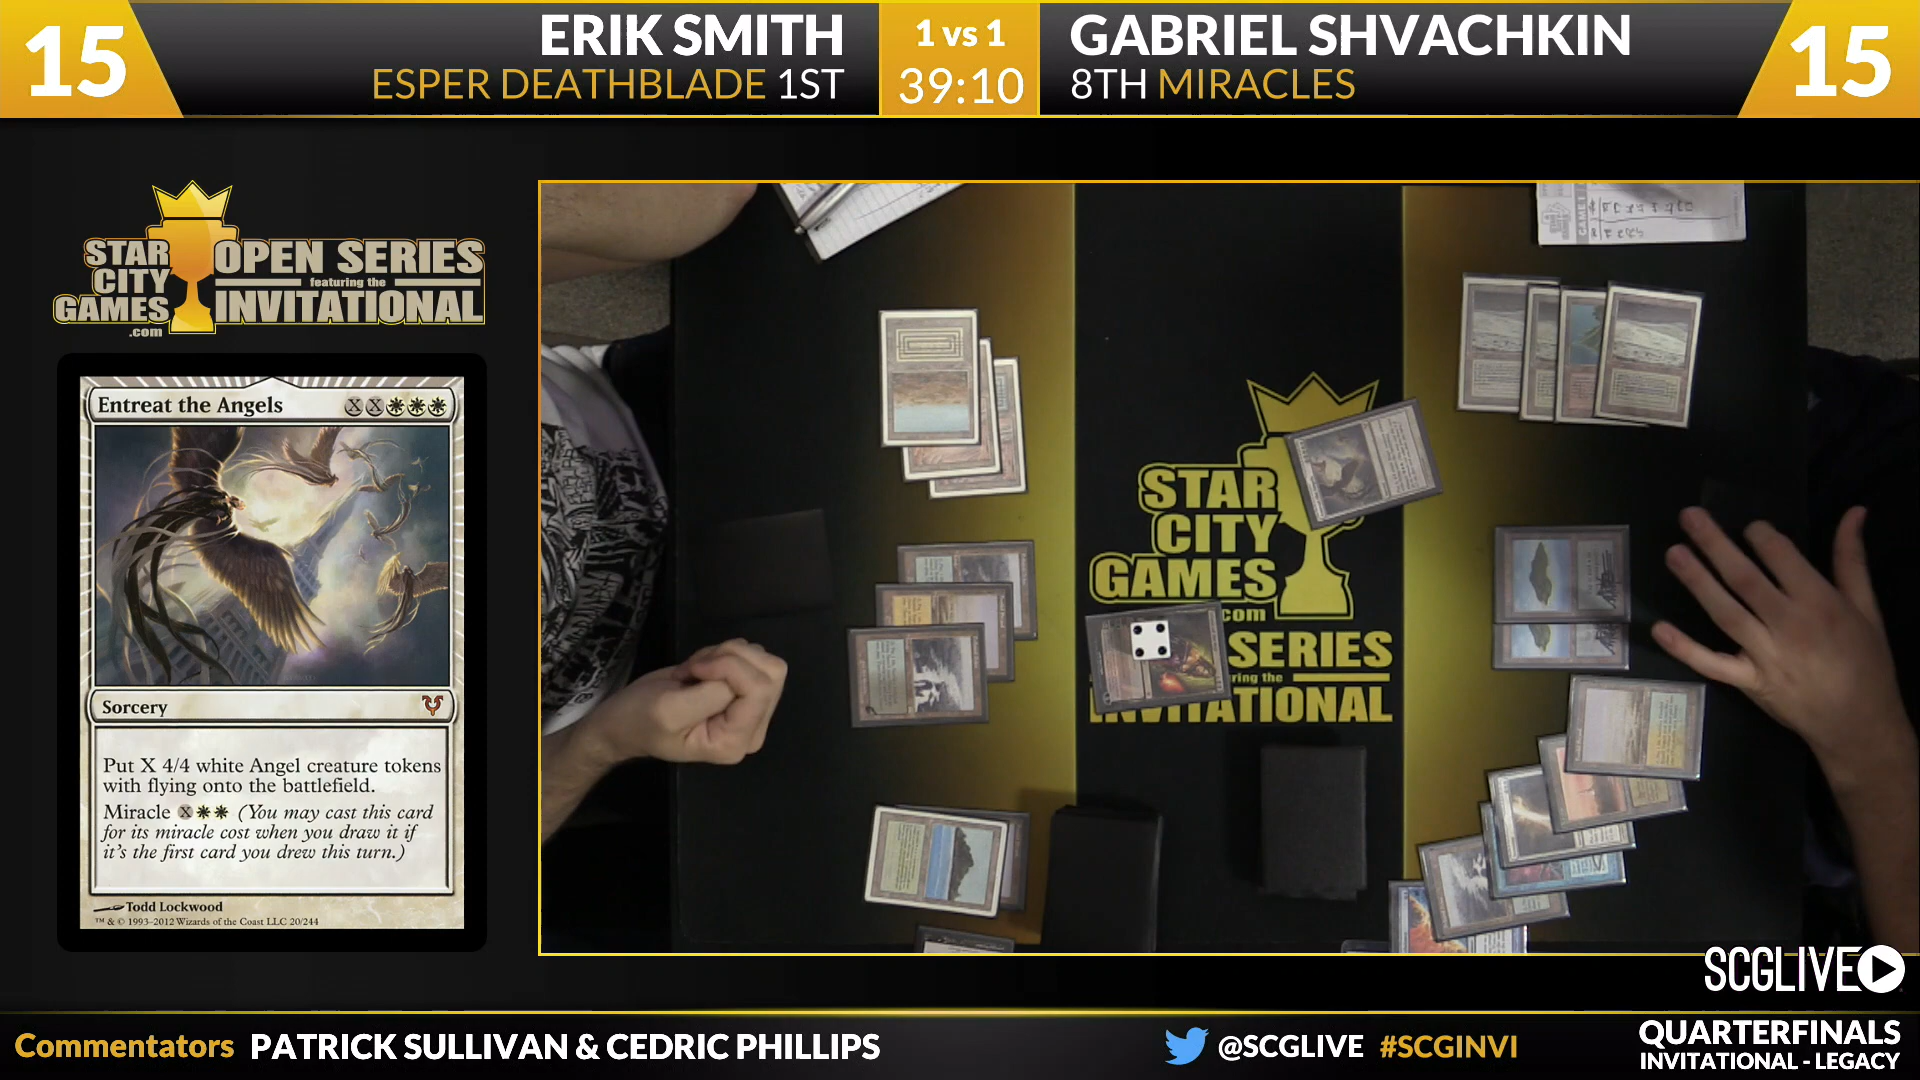 15
ERIK SMITH
ESPER DEATHBLADE 1ST
1 vs 1
39:10
GABRIEL SHVACHKIN
8TH MIRACLES
15
STAR
CITY
GAMES
.com
OPEN SERIES
featuring the
INVITATIONAL
Entreat the Angels XX
Sorcery
Put X 4/4 white Angel creature tokens
with flying onto the battlefield.
Miracle X (You may cast this card
for its miracle cost when you draw it if
it's the first card you drew this turn.)
Todd Lockwood
™ & © 1993–2012 Wizards of the Coast LLC 20/244
STAR
CITY
GAMES
.com
SERIES
ring the
INVITATIONAL
SCGLIVE
Commentators PATRICK SULLIVAN & CEDRIC PHILLIPS
@SCGLIVE #SCGINVI
QUARTERFINALS
INVITATIONAL - LEGACY